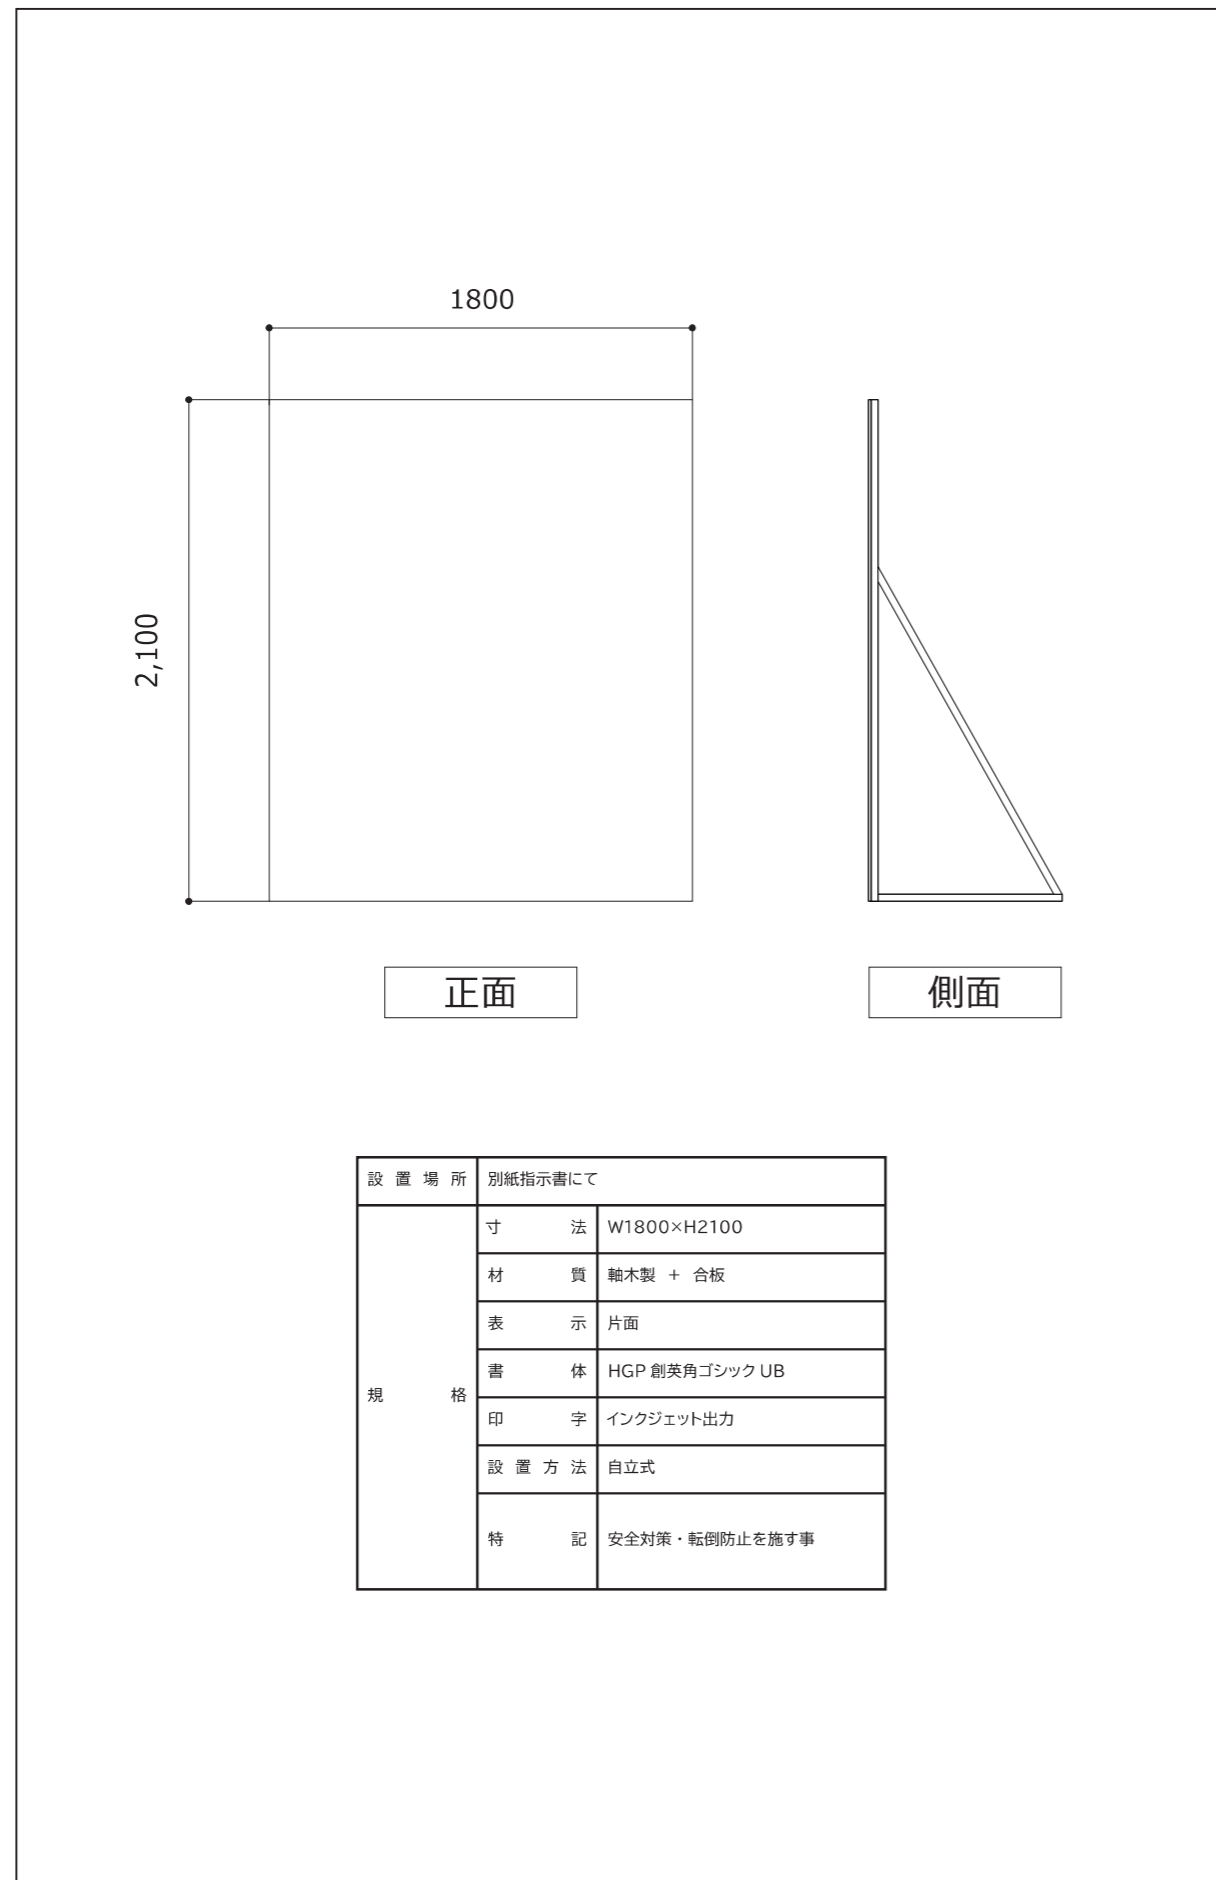 1800
2,100
正面
側面
設置場所 別紙指示書にて
規格
寸法 W1800×H2100
材質 軸木製 + 合板
表示 片面
書体 HGP 創英角ゴシック UB
印字 インクジェット出力
設置方法 自立式
特記 安全対策・転倒防止を施す事